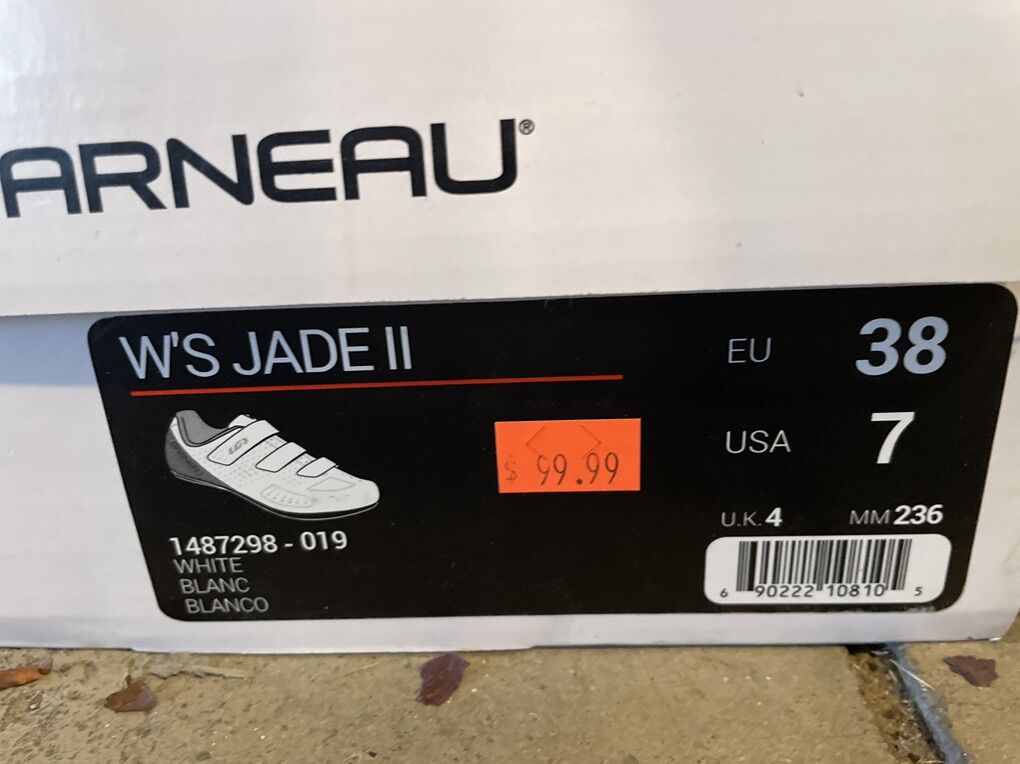 ARNEAU®
W'S JADE II
EU 38
LG
$ 99.99
USA 7
U.K. 4 MM 236
1487298 - 019
WHITE
BLANC
BLANCO
6 90222 10810 5